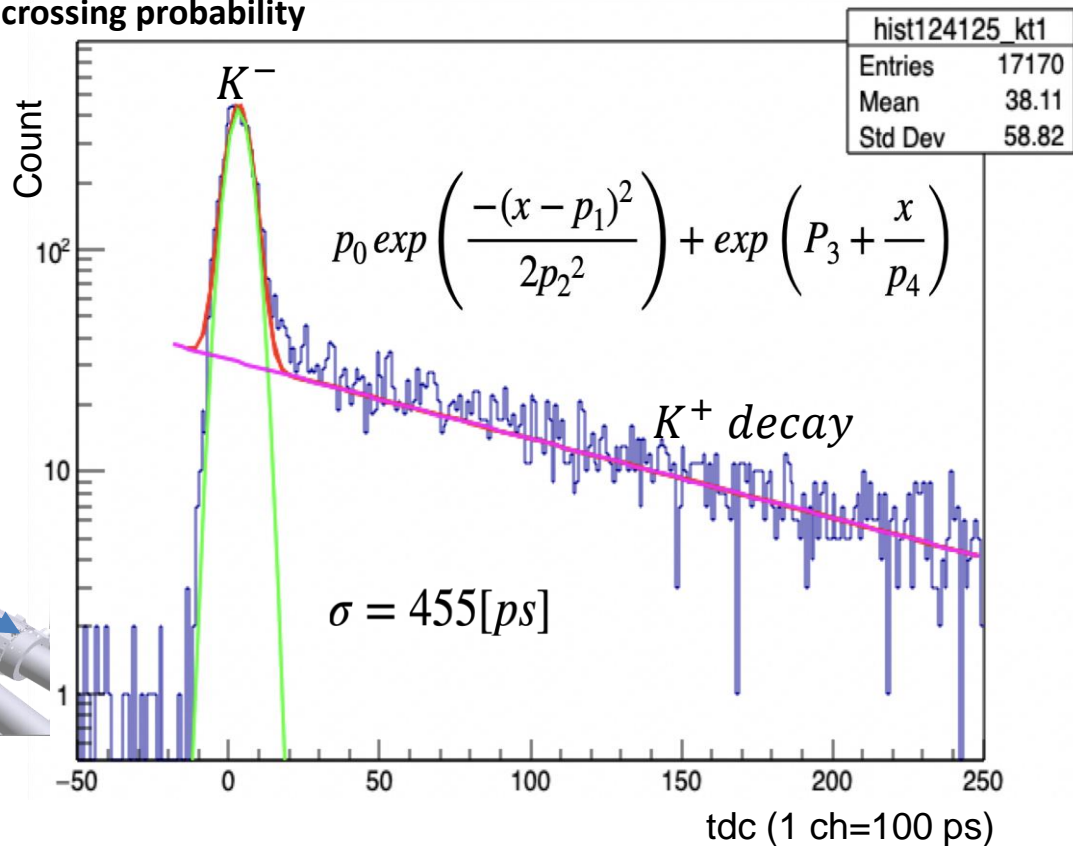 crossing probability
hist124125_kt1
Entries 17170
Mean 38.11
Std Dev 58.82
K⁻
Count
p₀ exp(−(x − p₁)² / 2p₂²) + exp(P₃ + x/p₄)
10²
K⁺ decay
10
σ = 455[ps]
1
−50 0 50 100 150 200 250
tdc (1 ch=100 ps)